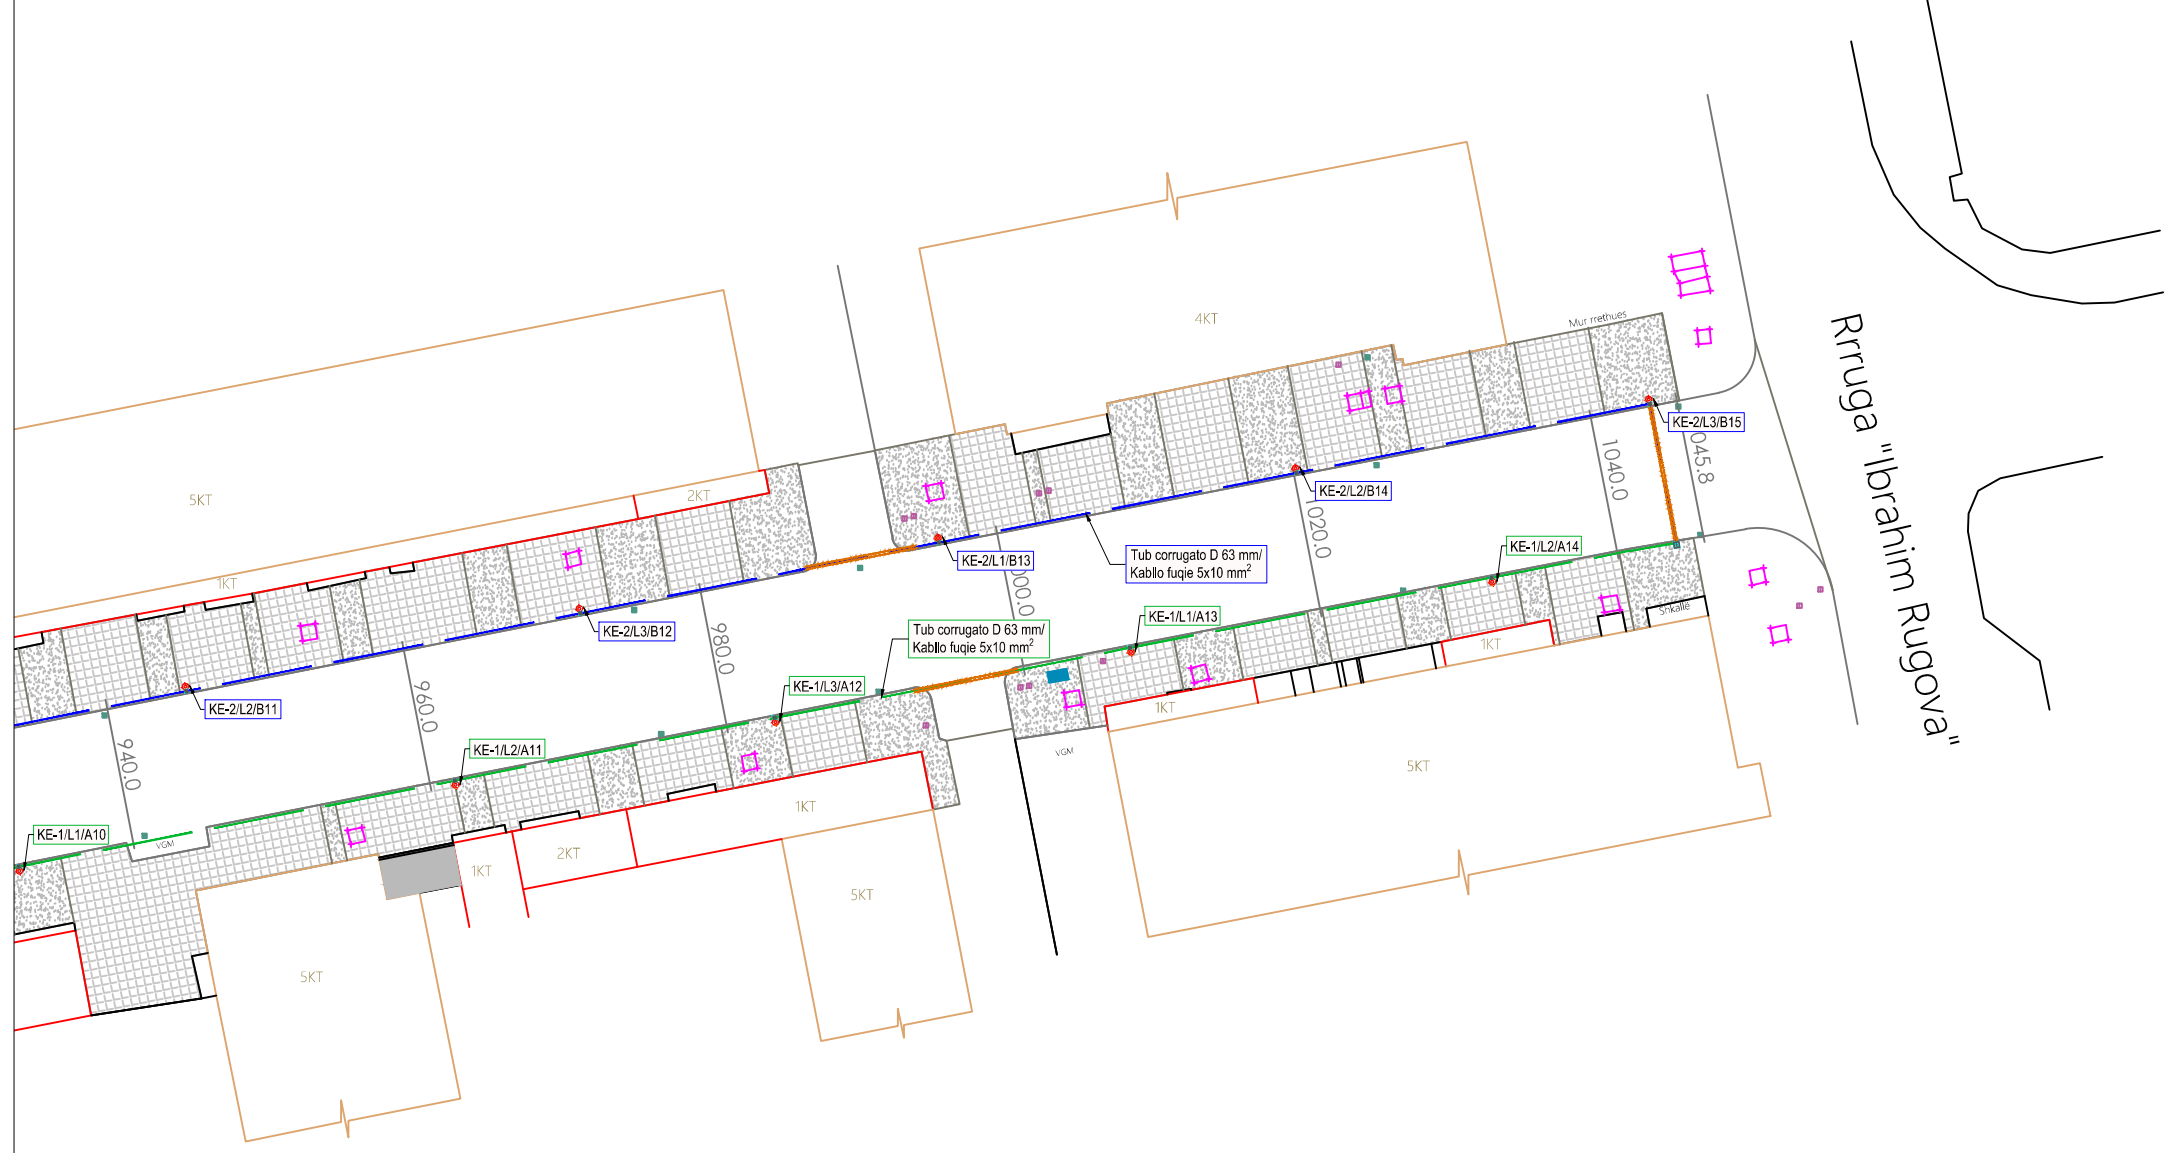 4KT
Mur rrethues
Rrruga "Ibrahim Rugova"
5KT
2KT
1KT
KE-2/L3/B15
1040.0
045.8
KE-2/L2/B14
1020.0
KE-1/L2/A14
Tub corrugato D 63 mm/
Kabllo fuqie 5x10 mm²
KE-2/L1/B13
000.0
KE-2/L3/B12
980.0
Tub corrugato D 63 mm/
Kabllo fuqie 5x10 mm²
KE-1/L1/A13
Shkallë
1KT
KE-2/L2/B11
960.0
KE-1/L3/A12
1KT
VGM
940.0
KE-1/L2/A11
5KT
KE-1/L1/A10
VGM
1KT
2KT
1KT
5KT
5KT